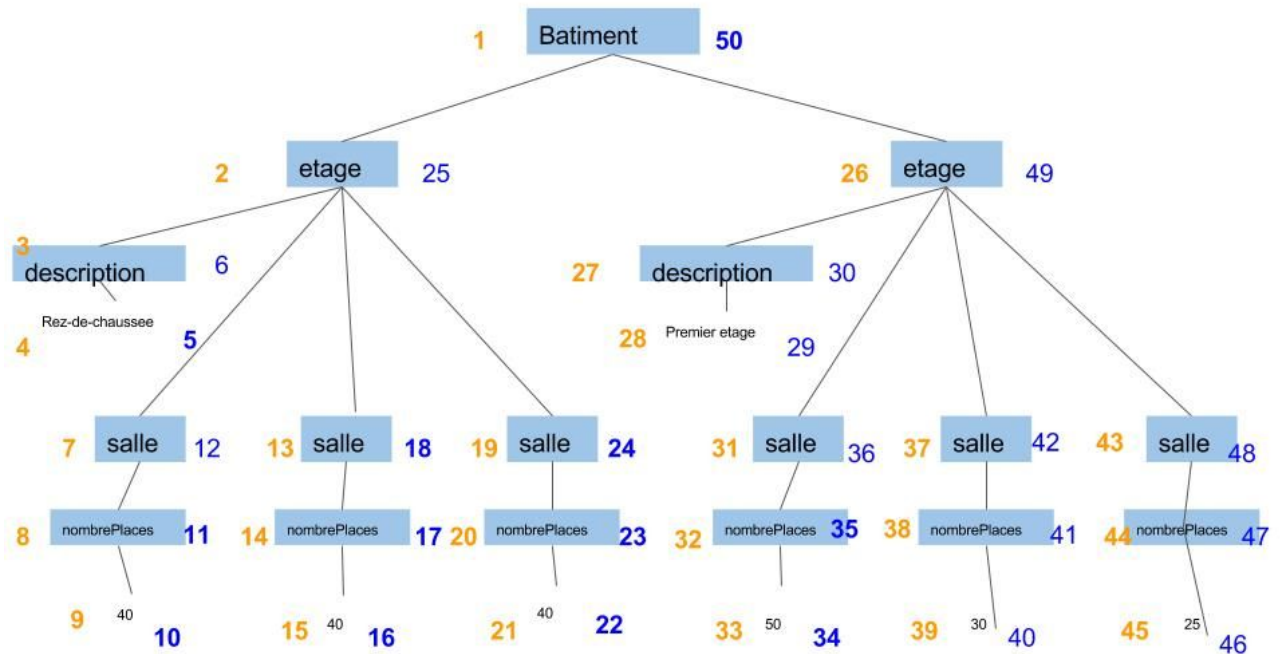 1 Batiment 50
2 etage 25 26 etage 49
3 description 6 27 description 30
4 Rez-de-chaussee 5 28 Premier etage 29
7 salle 12 13 salle 18 19 salle 24 31 salle 36 37 salle 42 43 salle 48
8 nombrePlaces 11 14 nombrePlaces 17 20 nombrePlaces 23 32 nombrePlaces 35 38 nombrePlaces 41 44 nombrePlaces 47
9 40 10 15 40 16 21 40 22 33 50 34 39 30 40 45 25 46